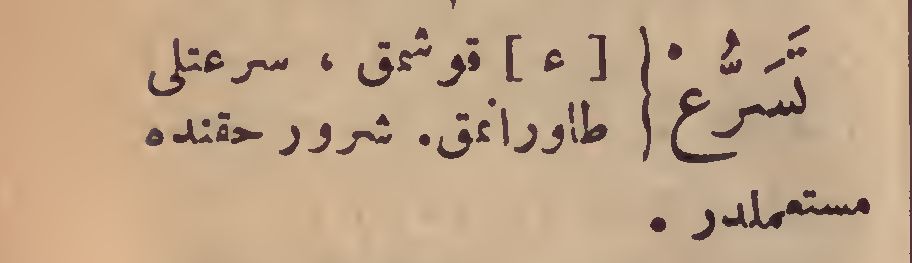 تَسَرُّع { [ ع ] قوشمق ، سرعتلی
طاورانمق. شرور حقنده
مستعملدر .